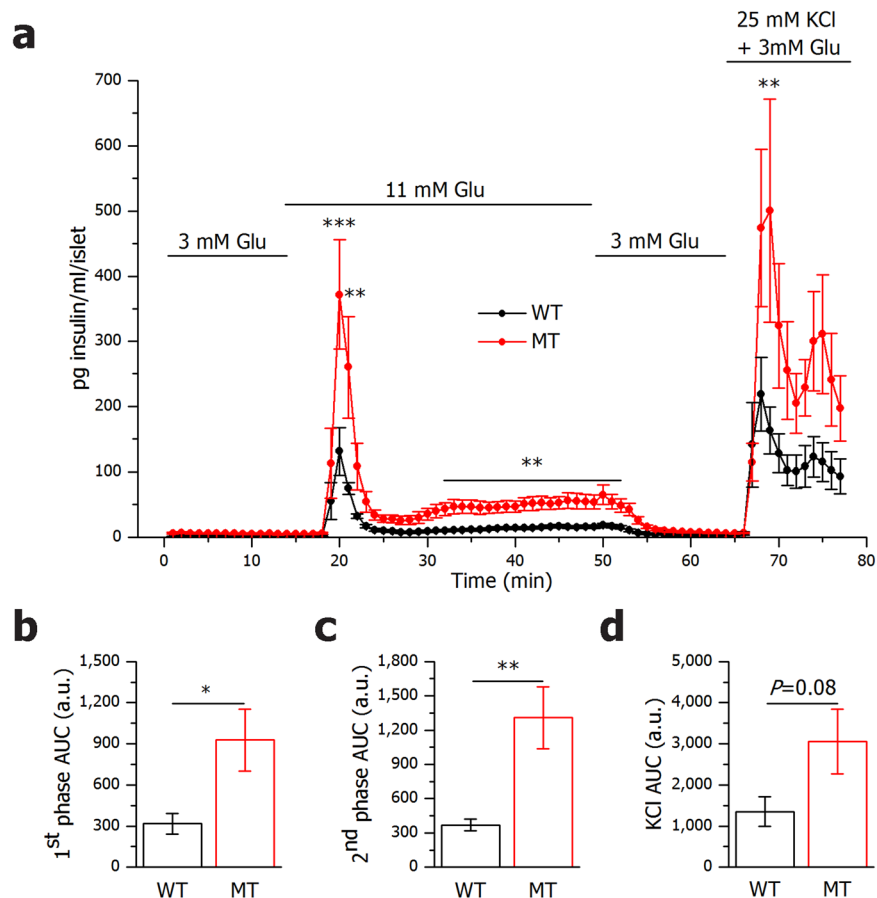 a
25 mM KCl
+ 3mM Glu
700
600
500
400
300
200
100
0
pg insulin/ml/islet
**
11 mM Glu
3 mM Glu
***
3 mM Glu
**
WT
MT
**
0 10 20 30 40 50 60 70 80
Time (min)
b
1,500
1,200
900
600
300
0
1st phase AUC (a.u.)
*
WT MT
c
1,800
1,500
1,200
900
600
300
0
2nd phase AUC (a.u.)
**
WT MT
d
5,000
4,000
3,000
2,000
1,000
0
KCl AUC (a.u.)
P=0.08
WT MT